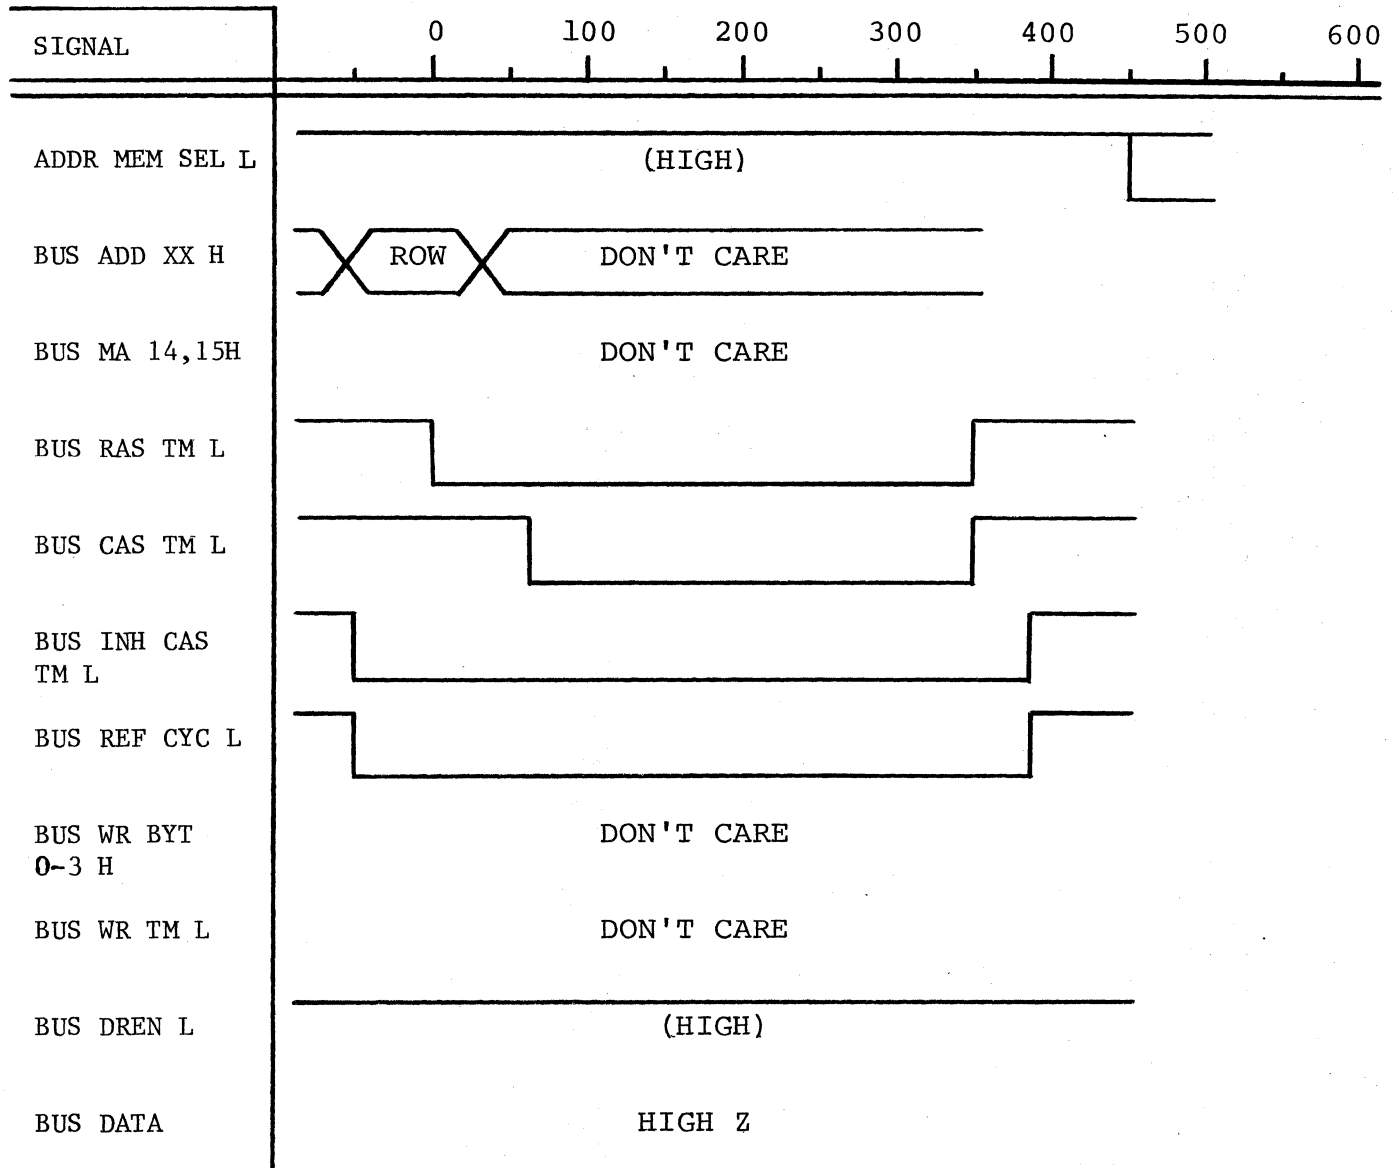 SIGNAL 0 100 200 300 400 500 600
ADDR MEM SEL L (HIGH)
BUS ADD XX H ROW DON'T CARE
BUS MA 14,15H DON'T CARE
BUS RAS TM L
BUS CAS TM L
BUS INH CAS
TM L
BUS REF CYC L
BUS WR BYT DON'T CARE
0-3 H
BUS WR TM L DON'T CARE
BUS DREN L (HIGH)
BUS DATA HIGH Z